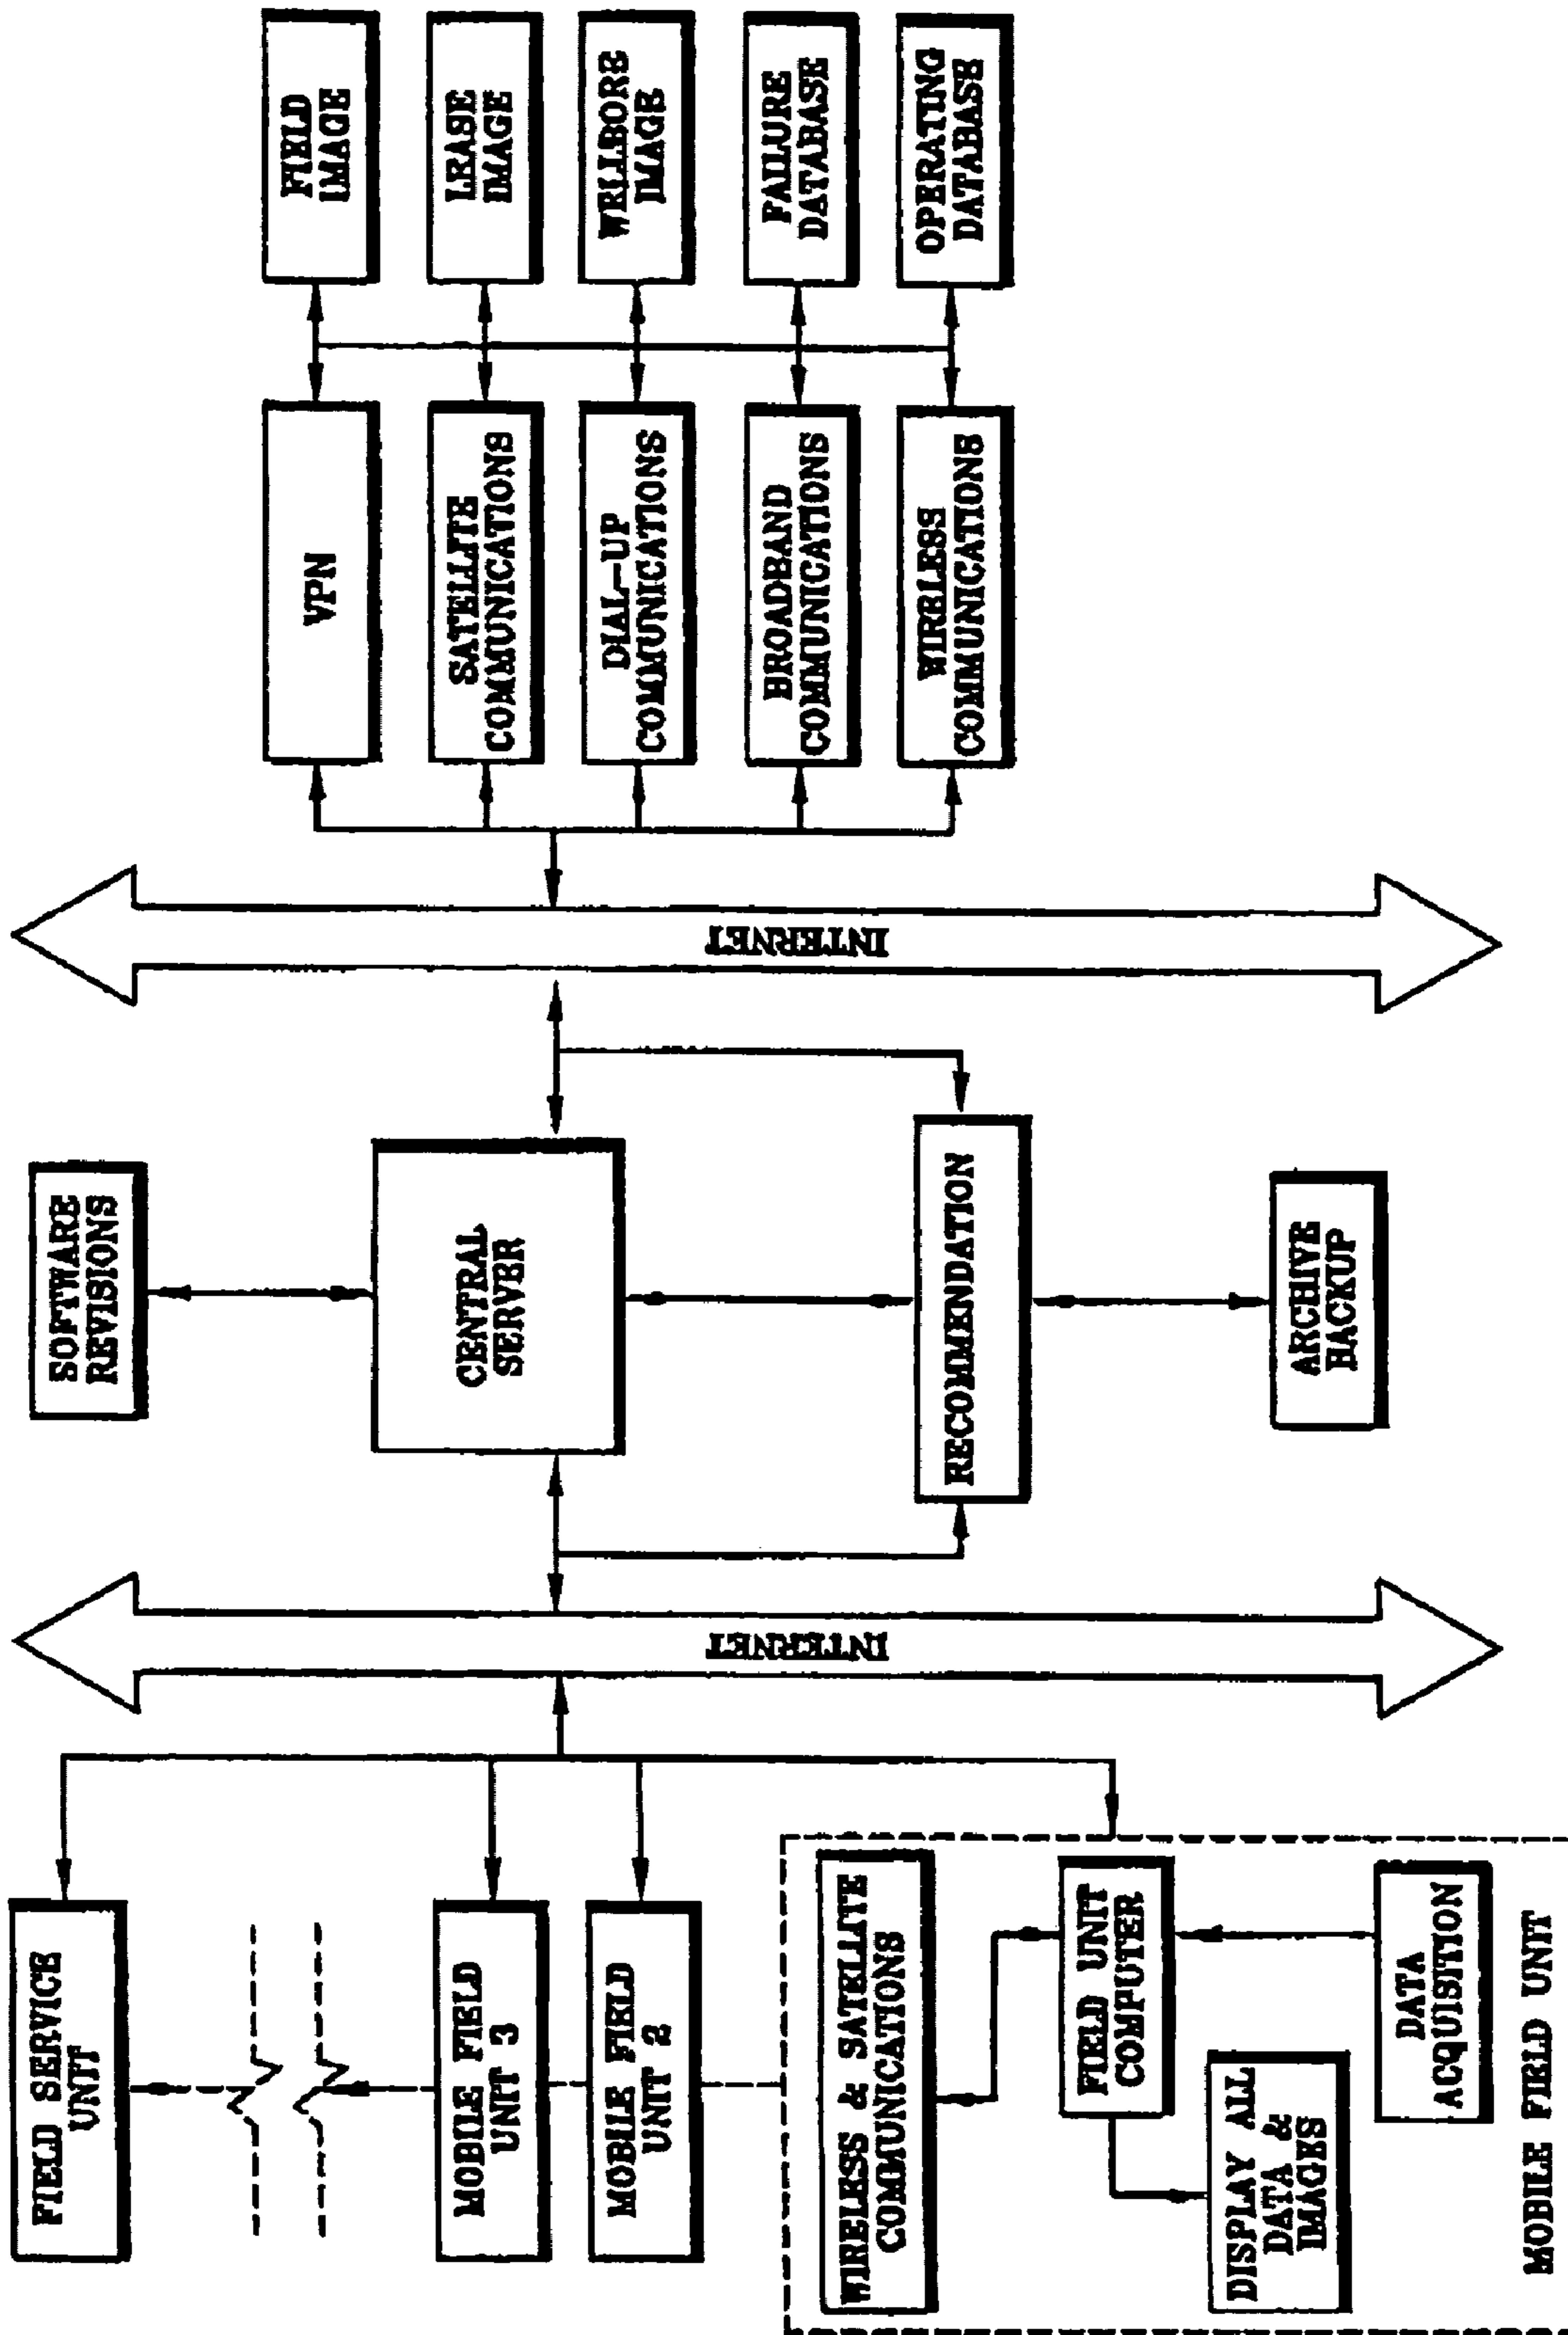 FIELD SERVICE
UNIT
MOBILE FIELD
UNIT 3
MOBILE FIELD
UNIT 2
WIRELESS & SATELLITE
COMMUNICATIONS
FIELD UNIT
COMPUTER
DISPLAY ALL
DATA &
IMAGES
DATA
ACQUISITION
MOBILE FIELD UNIT
INTERNET
SOFTWARE
REVISIONS
CENTRAL
SERVER
RECOMMENDATION
ARCHIVE
BACKUP
INTERNET
VPN
SATELLITE
COMMUNICATIONS
DIAL-UP
COMMUNICATIONS
BROADBAND
COMMUNICATIONS
WIRELESS
COMMUNICATIONS
FIELD
IMAGE
LEASE
IMAGE
WELLBORE
IMAGE
FAILURE
DATABASE
OPERATING
DATABASE